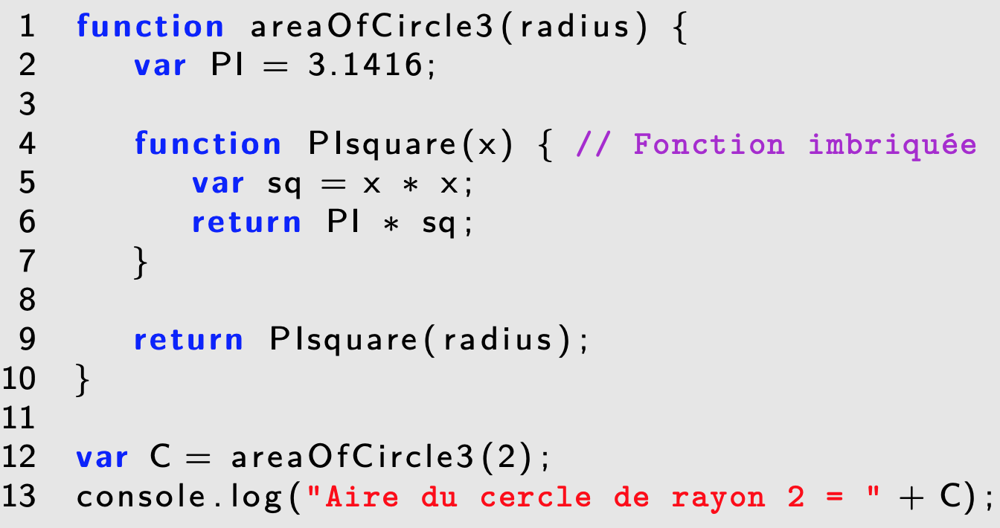 1 function areaOfCircle3(radius) {
2 var PI = 3.1416;
3
4 function PIsquare(x) { // Fonction imbriquée
5 var sq = x * x;
6 return PI * sq;
7 }
8
9 return PIsquare(radius);
10 }
11
12 var C = areaOfCircle3(2);
13 console.log("Aire du cercle de rayon 2 = " + C);